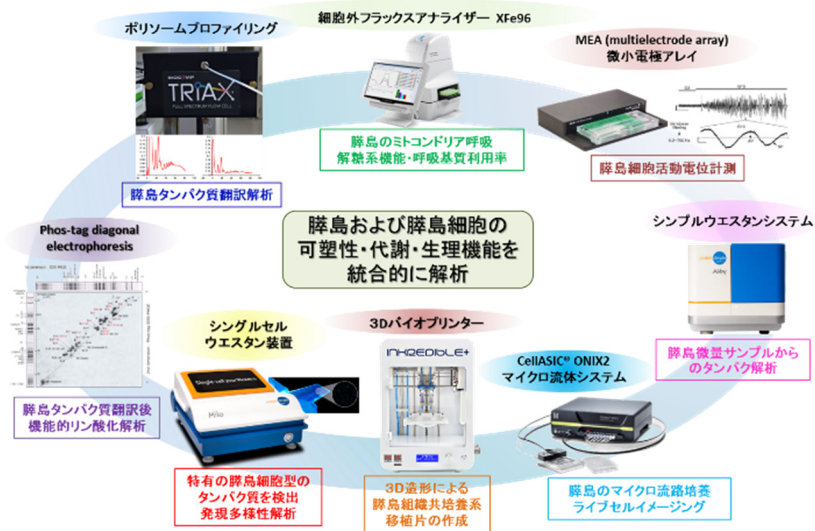 細胞外フラックスアナライザー XFe96
ポリソームプロファイリング
MEA (multielectrode array)
微小電極アレイ
TRiAX
FULL SPECTRUM FLOW CELL
膵島のミトコンドリア呼吸
解糖系機能・呼吸基質利用率
膵島タンパク質翻訳解析
膵島細胞活動電位計測
膵島および膵島細胞の
可塑性・代謝・生理機能を
統合的に解析
Phos-tag diagonal
electrophoresis
シンプルウエスタンシステム
Abby
シングルセル
ウエスタン装置
3Dバイオプリンター
INKREDIBLE+
CellASIC® ONIX2
マイクロ流体システム
膵島微量サンプルから
のタンパク解析
Single-cell Westerns
Milo
膵島タンパク質翻訳後
機能的リン酸化解析
特有の膵島細胞型の
タンパク質を検出
発現多様性解析
3D造形による
膵島組織共培養系
移植片の作成
膵島のマイクロ流路培養
ライブセルイメージング